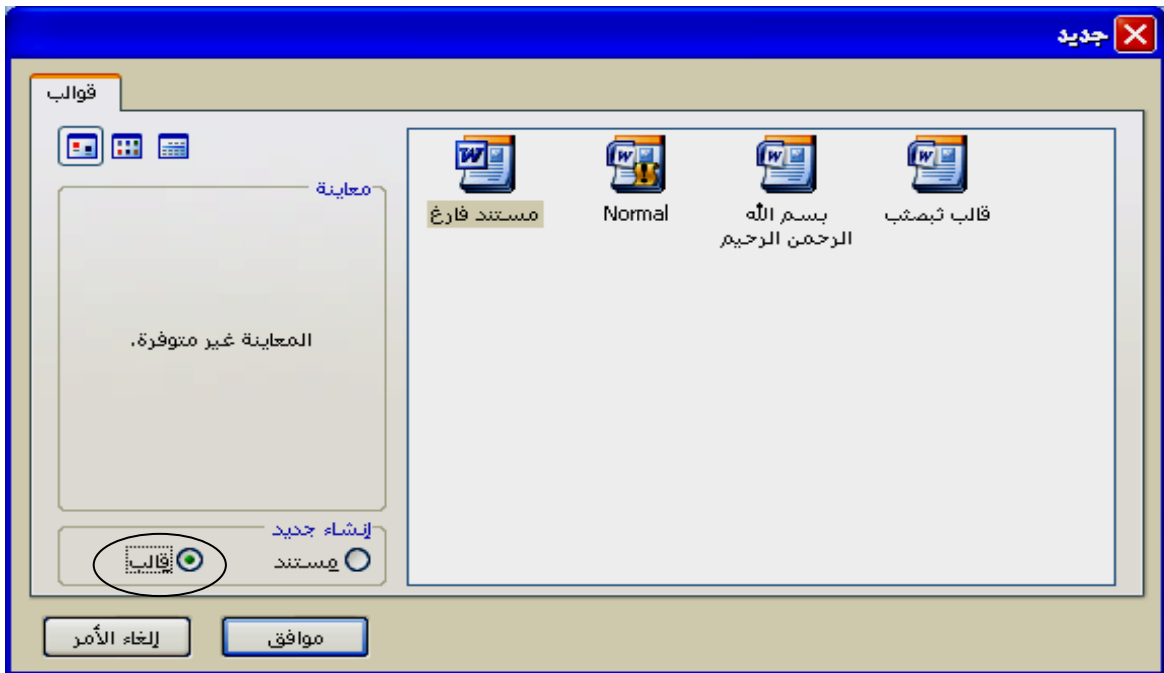 جديد
قوالب
قالب ثبصثب
بسم الله
الرحمن الرحيم
Normal
مستند فارغ
معاينة
المعاينة غير متوفرة.
إنشاء جديد
مستند
قالب
موافق
إلغاء الأمر